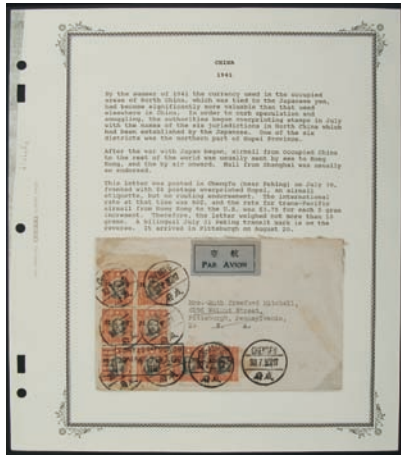 CHINA
1941
By the summer of 1941 the currency used in the occupied
areas of North China, which was tied to the Japanese yen,
had become significantly more valuable than that used
elsewhere in China. In order to curb speculation and
smuggling, the authorities began overprinting stamps in July
with the names of the six jurisdictions in North China which
had been established by the Japanese. One of the six
districts was the northern part of Hopei Province.
After the war with Japan began, airmail from occupied China
to the rest of the world was usually sent by sea to Hong
Kong, and then by air onward. Mail from Shanghai was usually
so endorsed.
This letter was posted in (near Peking) on July 30,
franked with $2 postage overprinted Hopei, an airmail
etiquette, but no routing endorsement. The international
rate at that time was 50¢, and the rate for trans-Pacific
airmail from Hong Kong to the U.S. was for each 5 gram
increment. Therefore, the letter weighed not more than
grams. A bilingual July 31 Peking transit mark is on the
reverse. It arrived in Pittsburgh on August 20.
空 航
PAR AVION
Mrs. Crawford Mitchell,
Street,
Pittsburgh, Pennsylvania,
U. S. A.